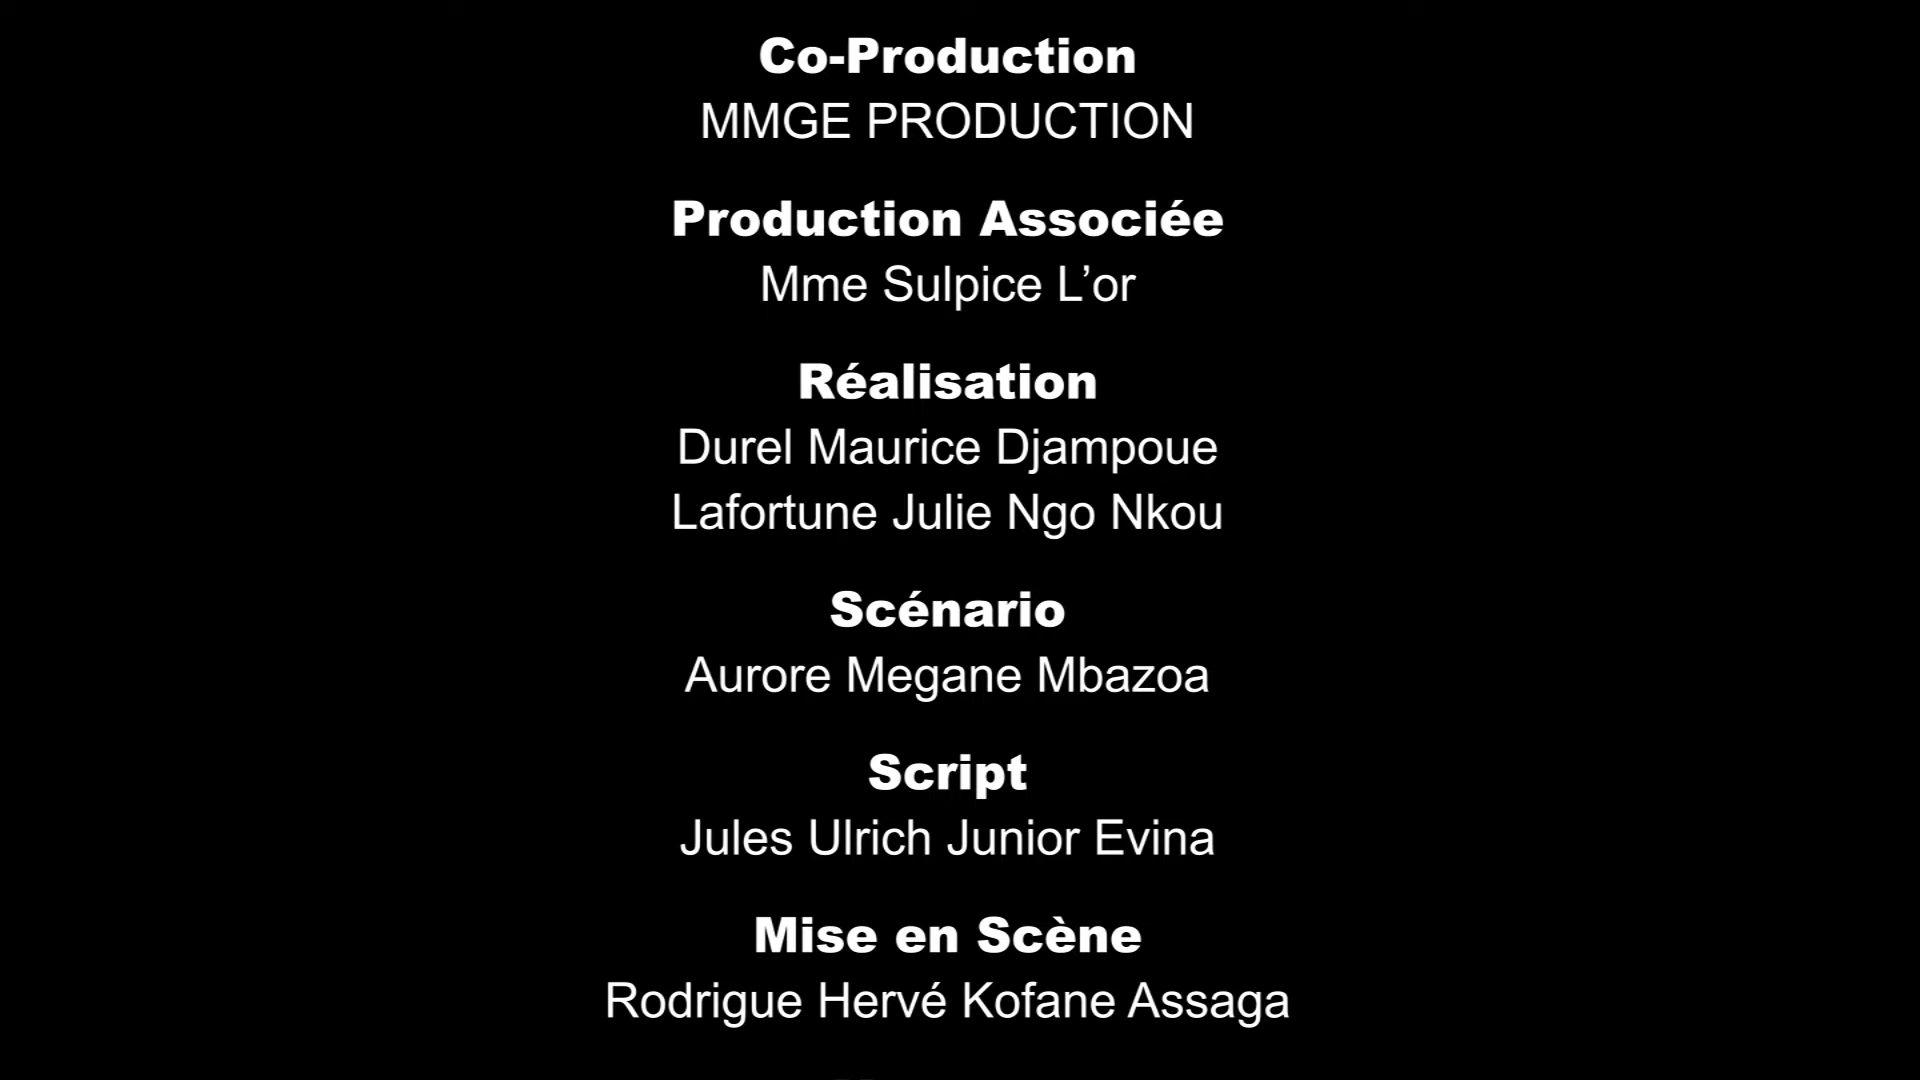 Co-Production
MMGE PRODUCTION
Production Associée
Mme Sulpice L’or
Réalisation
Durel Maurice Djampoue
Lafortune Julie Ngo Nkou
Scénario
Aurore Megane Mbazoa
Script
Jules Ulrich Junior Evina
Mise en Scène
Rodrigue Hervé Kofane Assaga